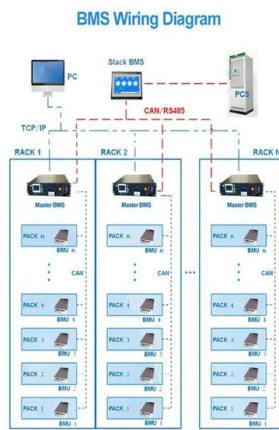 BMS Wiring Diagram
PC
Stack BMS
PCS
CAN/RS485
TCP/IP
RACK 1
RACK 2
RACK N
Master BMS
Master BMS
Master BMS
PACK n
BMU n
PACK n
BMU n
PACK n
BMU n
CAN
CAN
CAN
PACK 4
BMU 4
PACK 4
BMU 4
PACK 4
BMU 4
PACK 3
BMU 3
PACK 3
BMU 3
PACK 3
BMU 3
PACK 2
BMU 2
PACK 2
BMU 2
PACK 2
BMU 2
PACK 1
BMU 1
PACK 1
BMU 1
PACK 1
BMU 1